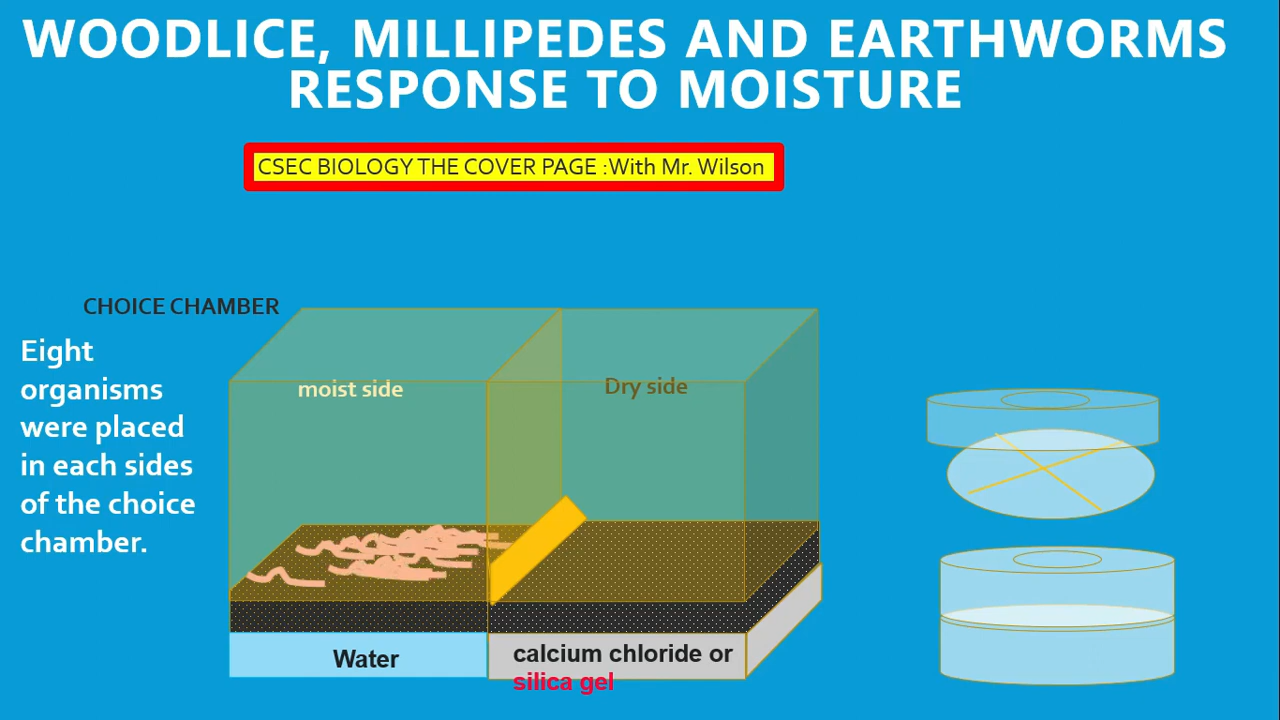 WOODLICE, MILLIPEDES AND EARTHWORMS
RESPONSE TO MOISTURE
CSEC BIOLOGY THE COVER PAGE :With Mr. Wilson
CHOICE CHAMBER
Eight
organisms
were placed
in each sides
of the choice
chamber.
moist side
Dry side
Water
calcium chloride or
silica gel